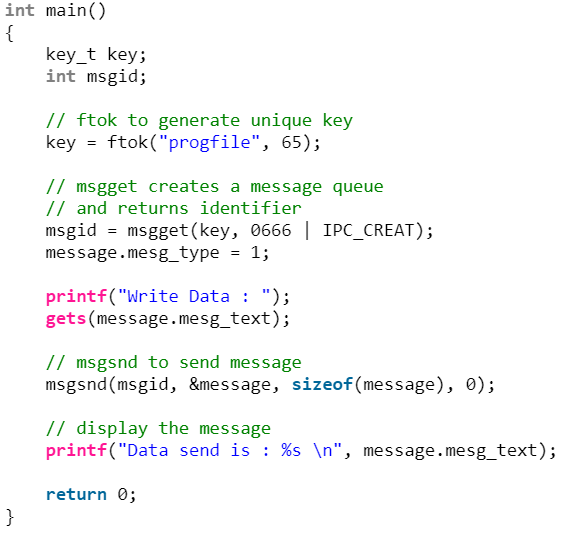 int main()
{
    key_t key;
    int msgid;

    // ftok to generate unique key
    key = ftok("progfile", 65);

    // msgget creates a message queue
    // and returns identifier
    msgid = msgget(key, 0666 | IPC_CREAT);
    message.mesg_type = 1;

    printf("Write Data : ");
    gets(message.mesg_text);

    // msgsnd to send message
    msgsnd(msgid, &message, sizeof(message), 0);

    // display the message
    printf("Data send is : %s \n", message.mesg_text);

    return 0;
}